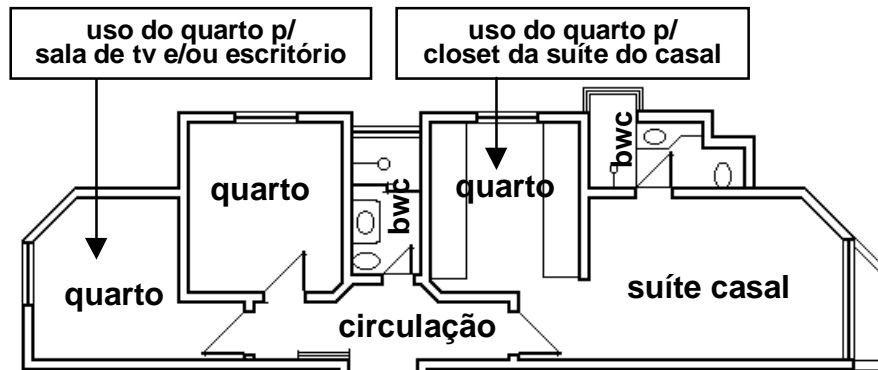 uso do quarto p/
sala de tv e/ou escritório
uso do quarto p/
closet da suíte do casal
bwc
quarto
bwc
quarto
quarto
suíte casal
circulação